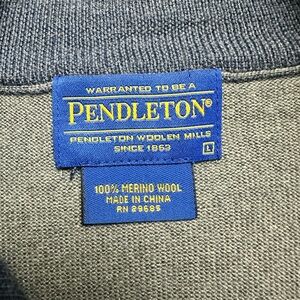 WARRANTED TO BE A
PENDLETON®
PENDLETON WOOLEN MILLS
SINCE 1863
L
100% MERINO WOOL
MADE IN CHINA
RN 29685